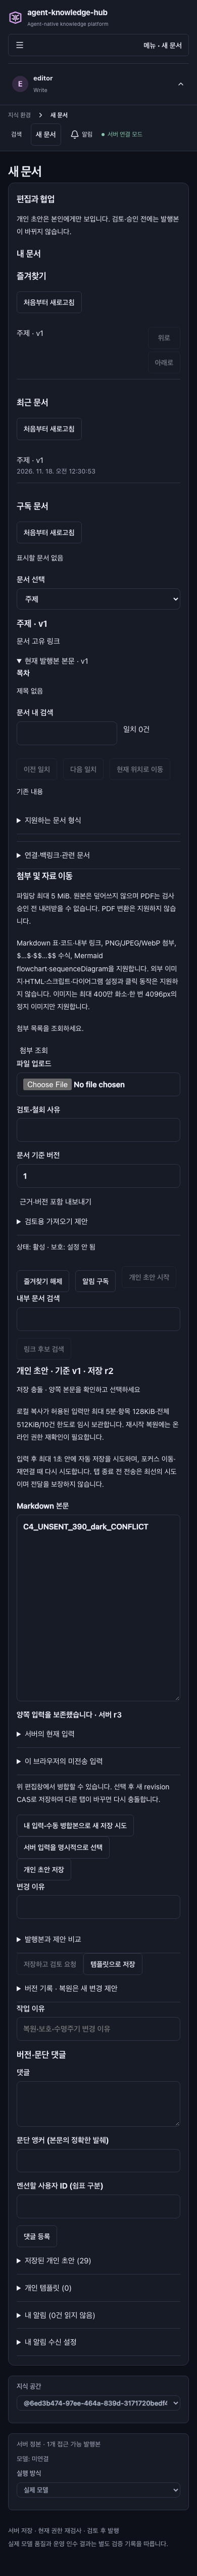 agent-knowledge-hub
Agent-native knowledge platform
☰ 메뉴 · 새 문서
E editor
Write
지식 환경 > 새 문서
검색 새 문서 알림 ● 서버 연결 모드
새 문서
편집과 협업
개인 초안은 본인에게만 보입니다. 검토·승인 전에는 발행본
이 바뀌지 않습니다.
내 문서
즐겨찾기
처음부터 새로고침
주제 · v1
위로
아래로
최근 문서
처음부터 새로고침
주제 · v1
2026. 11. 18. 오전 12:30:53
구독 문서
처음부터 새로고침
표시할 문서 없음
문서 선택
주제
주제 · v1
문서 고유 링크
▼ 현재 발행본 본문 · v1
목차
제목 없음
문서 내 검색
일치 0건
이전 일치 다음 일치 현재 위치로 이동
기존 내용
▶ 지원하는 문서 형식
▶ 연결·백링크·관련 문서
첨부 및 자료 이동
파일당 최대 5 MiB. 원본은 덮어쓰지 않으며 PDF는 검사
승인 전 내려받을 수 없습니다. PDF 변환은 지원하지 않습
니다.
Markdown 표·코드·내부 링크, PNG/JPEG/WebP 첨부,
$...$·$$...$$ 수식, Mermaid
flowchart·sequenceDiagram를 지원합니다. 외부 이미
지·HTML·스크립트·다이어그램 설정과 클릭 동작은 지원하
지 않습니다. 이미지는 최대 400만 화소·한 변 4096px의
정지 이미지만 지원합니다.
첨부 목록을 조회하세요.
첨부 조회
파일 업로드
Choose File No file chosen
검토·철회 사유
문서 기준 버전
1
근거·버전 포함 내보내기
▶ 검토용 가져오기 제안
상태: 활성 · 보호: 설정 안 됨
즐겨찾기 해제 알림 구독 개인 초안 시작
내부 문서 검색
링크 후보 검색
개인 초안 · 기준 v1 · 저장 r2
저장 충돌 · 양쪽 본문을 확인하고 선택하세요
로컬 복사가 허용된 입력만 최대 5분·항목 128KiB·전체
512KiB/10건 한도로 임시 보관합니다. 재시작 복원에는 온
라인 권한 재확인이 필요합니다.
입력 후 최대 1초 안에 자동 저장을 시도하며, 포커스 이동·
재연결 때 다시 시도합니다. 탭 종료 전 전송은 최선의 시도
이며 전달을 보장하지 않습니다.
Markdown 본문
C4_UNSENT_390_dark_CONFLICT
양쪽 입력을 보존했습니다 · 서버 r3
▶ 서버의 현재 입력
▶ 이 브라우저의 미전송 입력
위 편집창에서 병합할 수 있습니다. 선택 후 새 revision
CAS로 저장하며 다른 탭이 바꾸면 다시 충돌합니다.
내 입력·수동 병합본으로 새 저장 시도
서버 입력을 명시적으로 선택
개인 초안 저장
변경 이유
▶ 발행본과 제안 비교
저장하고 검토 요청 템플릿으로 저장
▶ 버전 기록 · 복원은 새 변경 제안
작업 이유
복원·보호·수명주기 변경 이유
버전·문단 댓글
댓글
문단 앵커 (본문의 정확한 발췌)
멘션할 사용자 ID (쉼표 구분)
댓글 등록
▶ 저장된 개인 초안 (29)
▶ 개인 템플릿 (0)
▶ 내 알림 (0건 읽지 않음)
▶ 내 알림 수신 설정
지식 공간
서버 정본 · 1개 접근 가능 발행본
모델: 미연결
실행 방식
실제 모델
서버 저장 · 현재 권한 재검사 · 검토 후 발행
실제 모델 품질과 운영 인수 결과는 별도 검증 기록을 따릅니다.